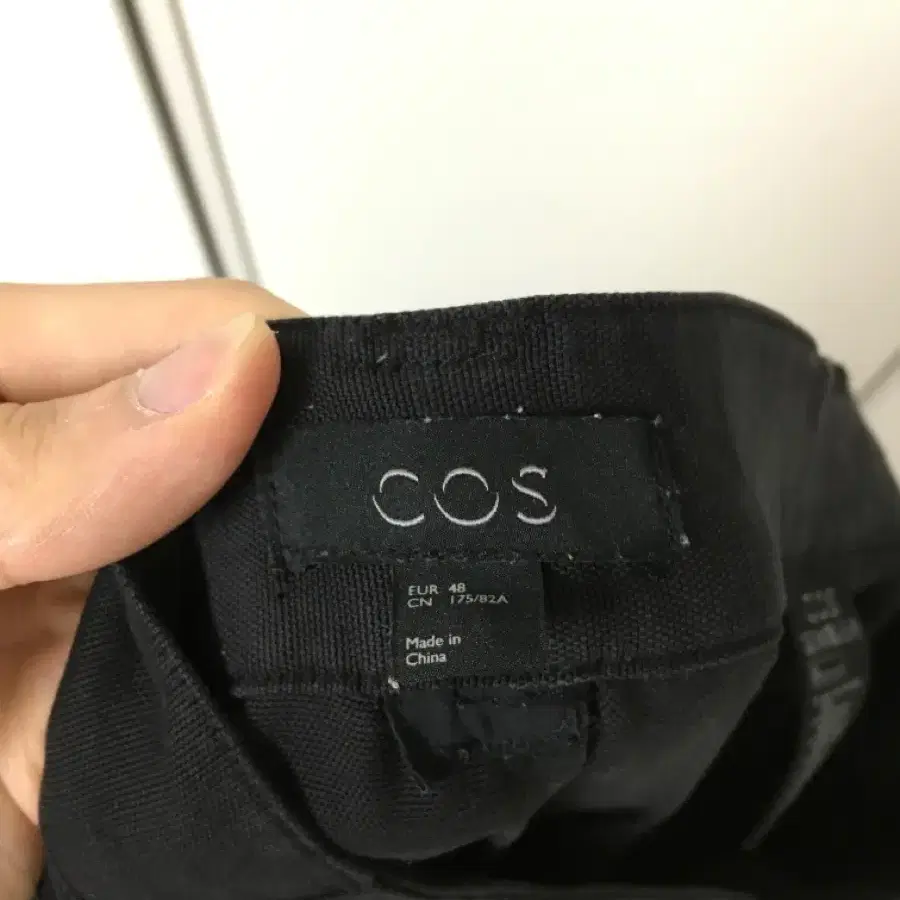 COS
EUR 48
CN 175/82A
Made in
China